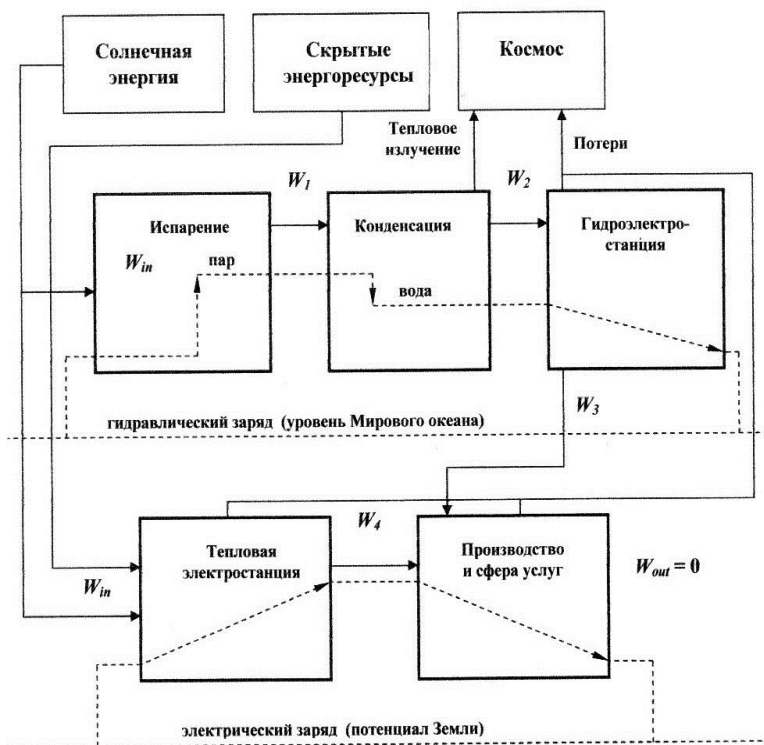 Солнечная
энергия
Скрытые
энергоресурсы
Космос
Тепловое
излучение
Потери
W1
W2
Испарение
Win
пар
Конденсация
вода
Гидроэлектро-
станция
W3
гидравлический заряд (уровень Мирового океана)
W4
Тепловая
электростанция
Производство
и сфера услуг
Win
Wout = 0
электрический заряд (потенциал Земли)